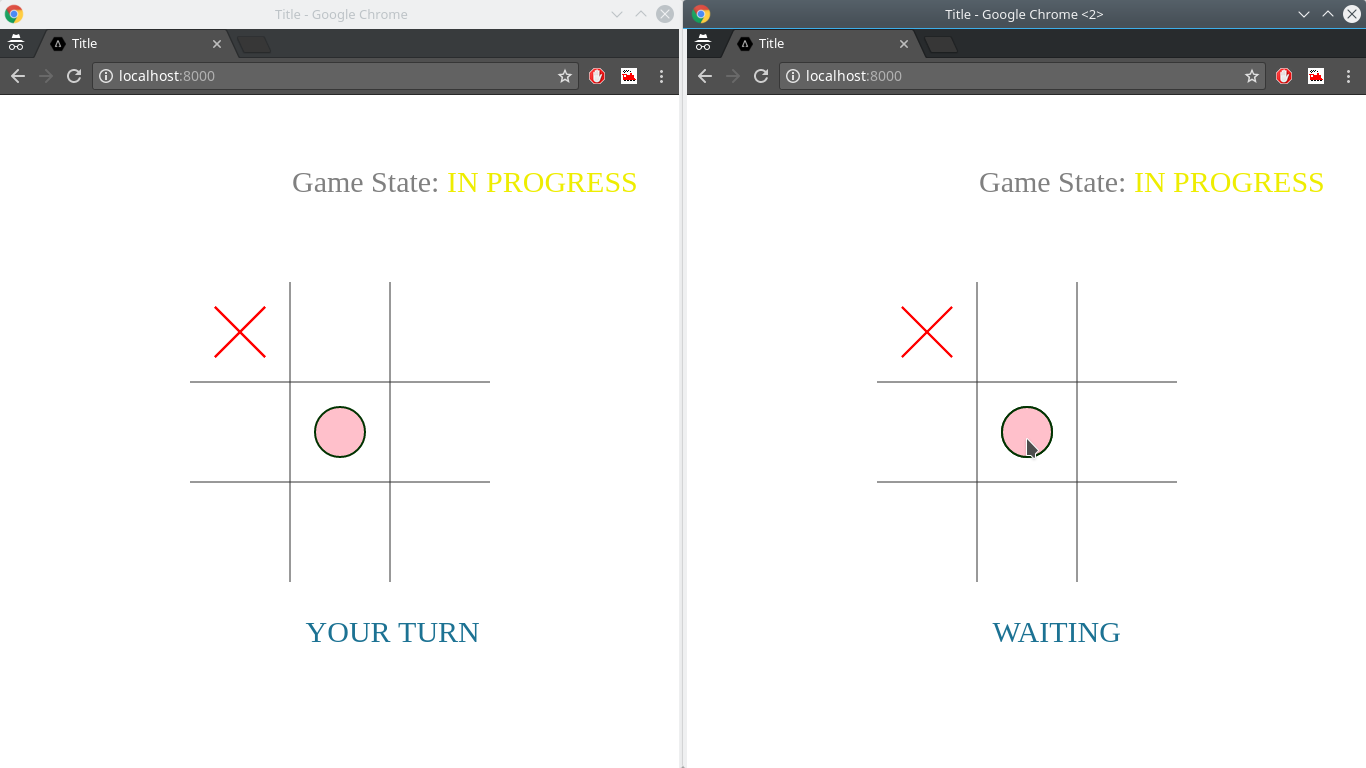 Title - Google Chrome
Title
localhost:8000
Game State: IN PROGRESS
YOUR TURN
Title - Google Chrome <2>
Title
localhost:8000
Game State: IN PROGRESS
WAITING